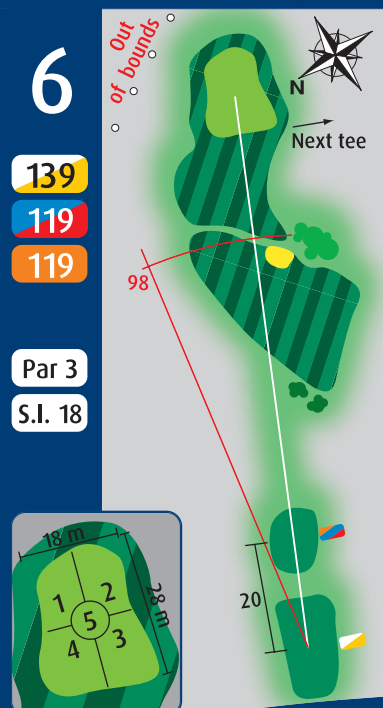 6
139
119
119
Par 3
S.I. 18
Out
of bounds
N
Next tee
98
20
18 m
28 m
1
2
5
4
3